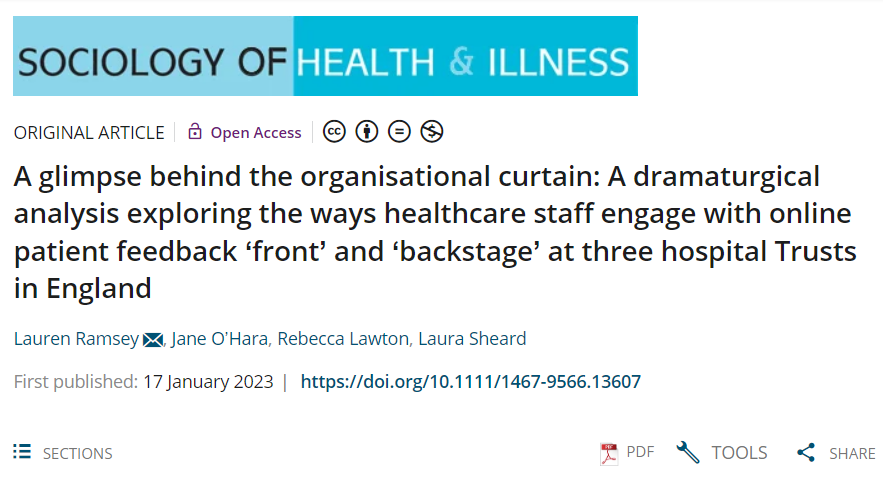 SOCIOLOGY OF HEALTH & ILLNESS
ORIGINAL ARTICLE Open Access cc
A glimpse behind the organisational curtain: A dramaturgical
analysis exploring the ways healthcare staff engage with online
patient feedback ‘front’ and ‘backstage’ at three hospital Trusts
in England
Lauren Ramsey, Jane O’Hara, Rebecca Lawton, Laura Sheard
First published: 17 January 2023 | https://doi.org/10.1111/1467-9566.13607
SECTIONS PDF TOOLS SHARE